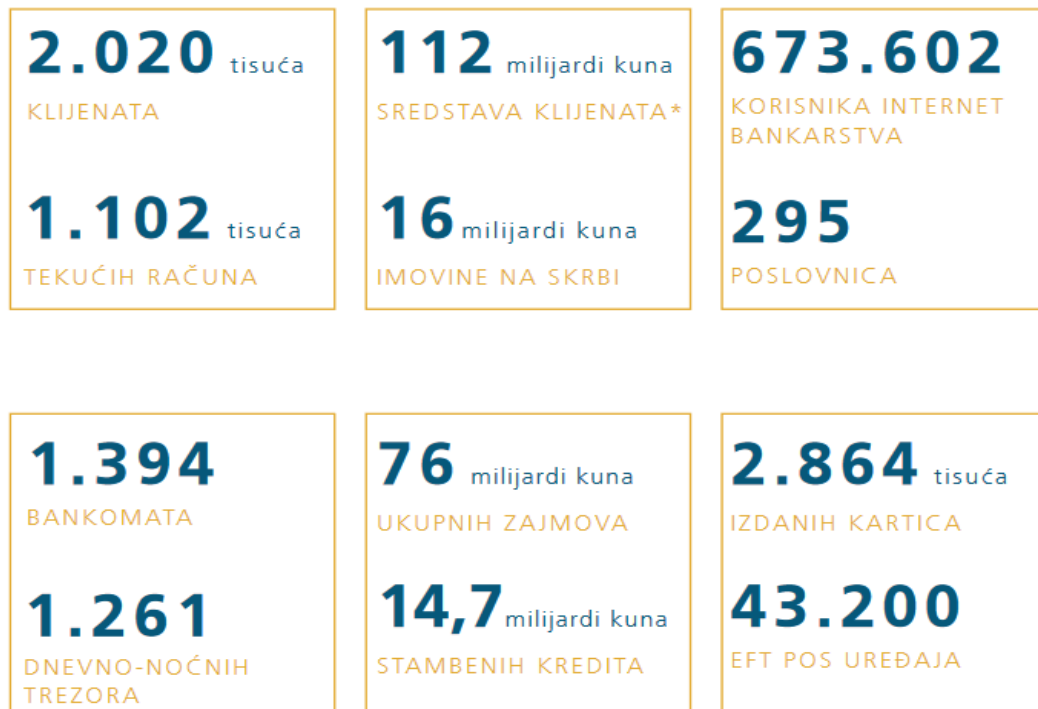 2.020 tisuća
KLIJENATA
1.102 tisuća
TEKUĆIH RAČUNA
112 milijardi kuna
SREDSTAVA KLIJENATA*
16 milijardi kuna
IMOVINE NA SKRBI
673.602
KORISNIKA INTERNET
BANKARSTVA
295
POSLOVNICA
1.394
BANKOMATA
1.261
DNEVNO-NOĆNIH
TREZORA
76 milijardi kuna
UKUPNIH ZAJMOVA
14,7 milijardi kuna
STAMBENIH KREDITA
2.864 tisuća
IZDANIH KARTICA
43.200
EFT POS UREĐAJA